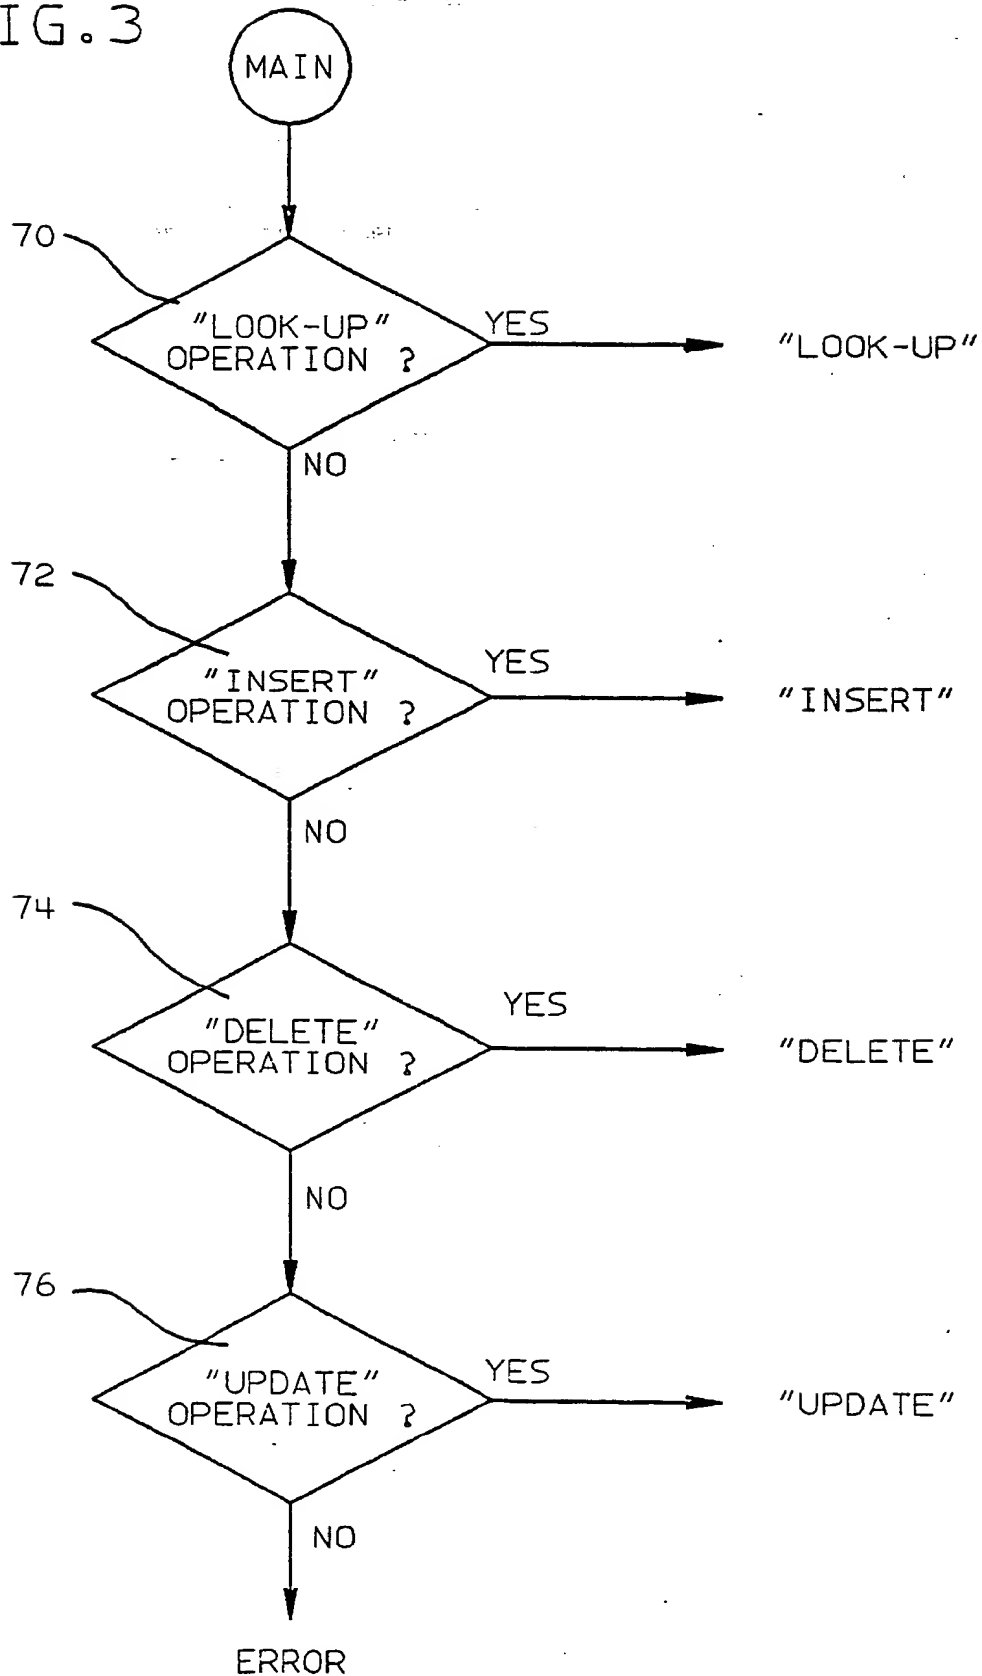 IG.3
MAIN
70
"LOOK-UP"
OPERATION ?
YES
"LOOK-UP"
NO
72
"INSERT"
OPERATION ?
YES
"INSERT"
NO
74
"DELETE"
OPERATION ?
YES
"DELETE"
NO
76
"UPDATE"
OPERATION ?
YES
"UPDATE"
NO
ERROR